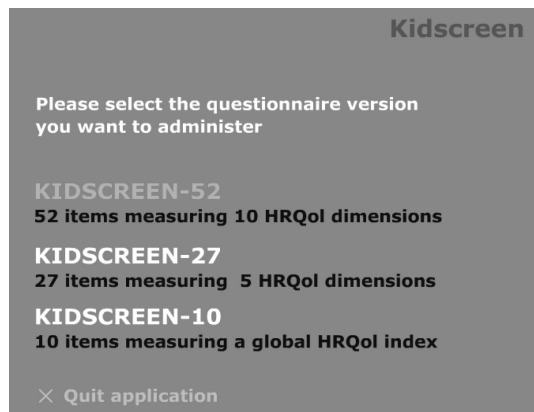 Kidscreen
Please select the questionnaire version
you want to administer
KIDSCREEN-52
52 items measuring 10 HRQol dimensions
KIDSCREEN-27
27 items measuring 5 HRQol dimensions
KIDSCREEN-10
10 items measuring a global HRQol index
× Quit application